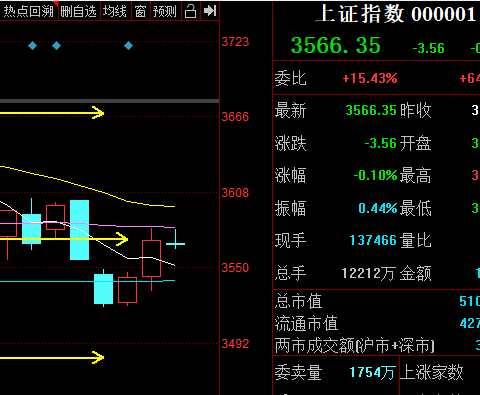 热点回溯 删自选 均线 窗 预测
3723
3666
3608
3550
3492
上证指数 000001
3566.35 -3.56 -0.
委比 +15.43% +64
最新 3566.35 昨收 3
涨跌 -3.56 开盘 3
涨幅 -0.10% 最高 3
振幅 0.44% 最低 3
现手 137466 量比
总手 12212万 金额 1
总市值 510
流通市值 427
两市成交额(沪市+深市) 3
委卖量 1754万 上涨家数